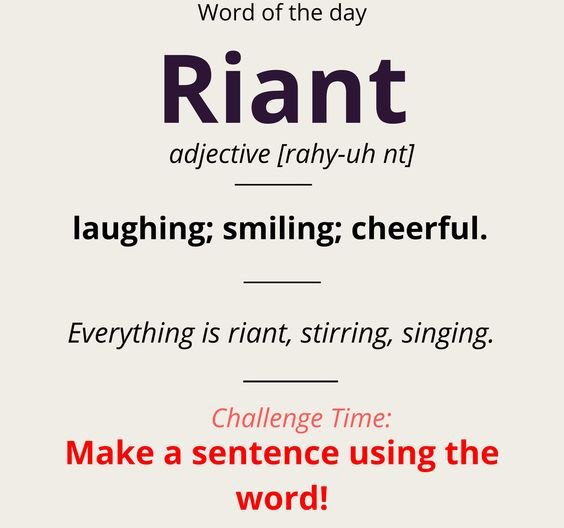 Word of the day
Riant
adjective [rahy-uh nt]
laughing; smiling; cheerful.
Everything is riant, stirring, singing.
Challenge Time:
Make a sentence using the
word!